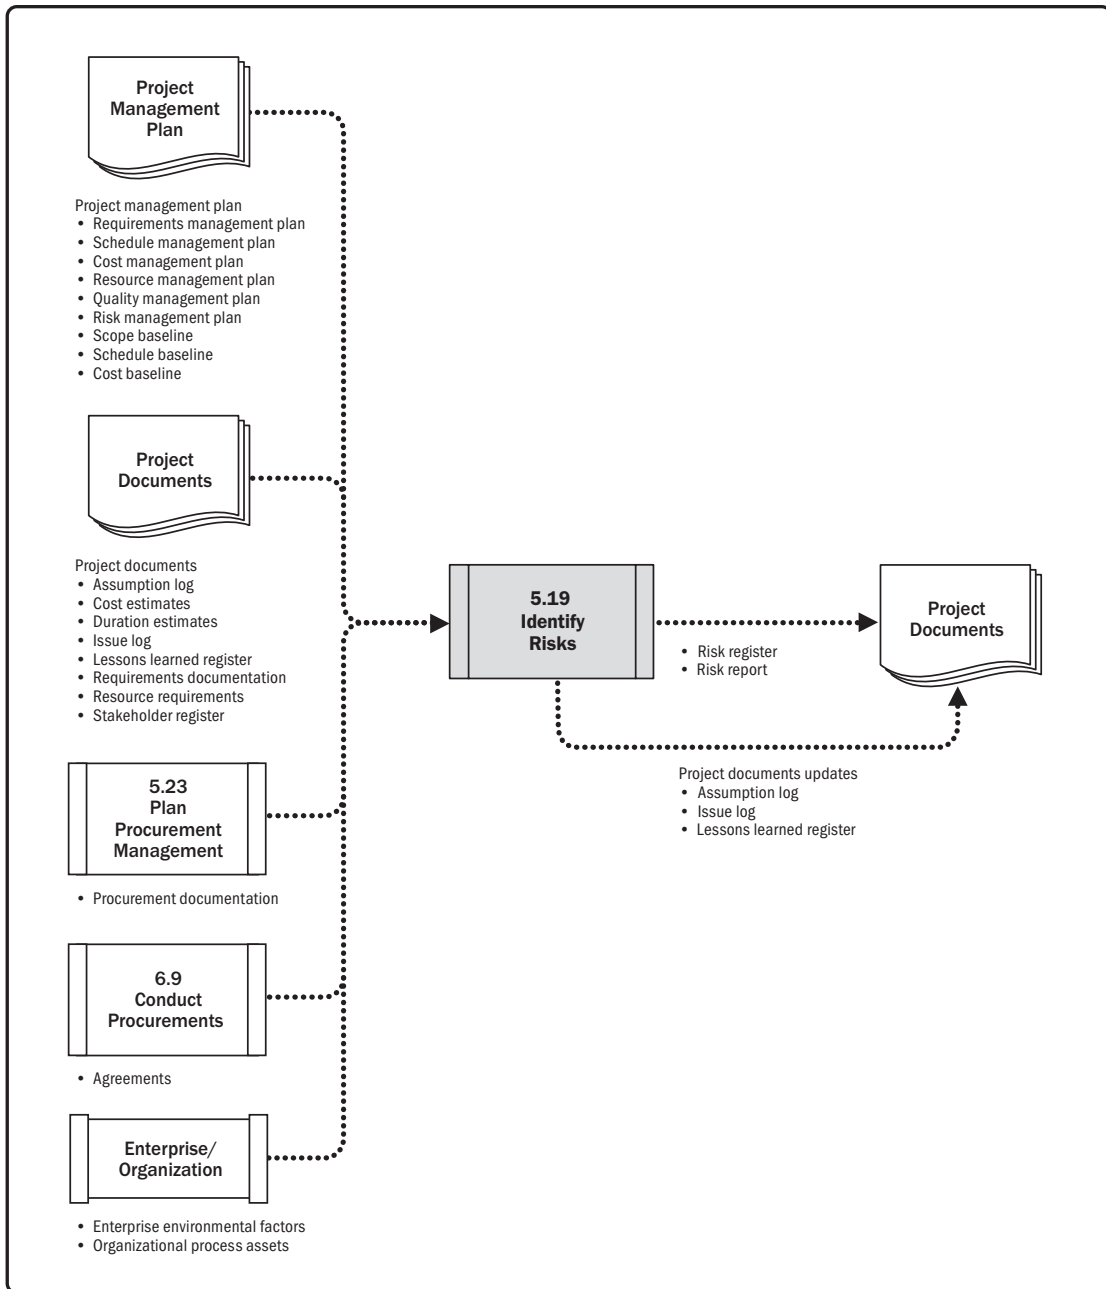 Project
Management
Plan
Project management plan
• Requirements management plan
• Schedule management plan
• Cost management plan
• Resource management plan
• Quality management plan
• Risk management plan
• Scope baseline
• Schedule baseline
• Cost baseline
Project
Documents
Project documents
• Assumption log
• Cost estimates
• Duration estimates
• Issue log
• Lessons learned register
• Requirements documentation
• Resource requirements
• Stakeholder register
5.23
Plan
Procurement
Management
• Procurement documentation
6.9
Conduct
Procurements
• Agreements
Enterprise/
Organization
• Enterprise environmental factors
• Organizational process assets
5.19
Identify
Risks
• Risk register
• Risk report
Project
Documents
Project documents updates
• Assumption log
• Issue log
• Lessons learned register